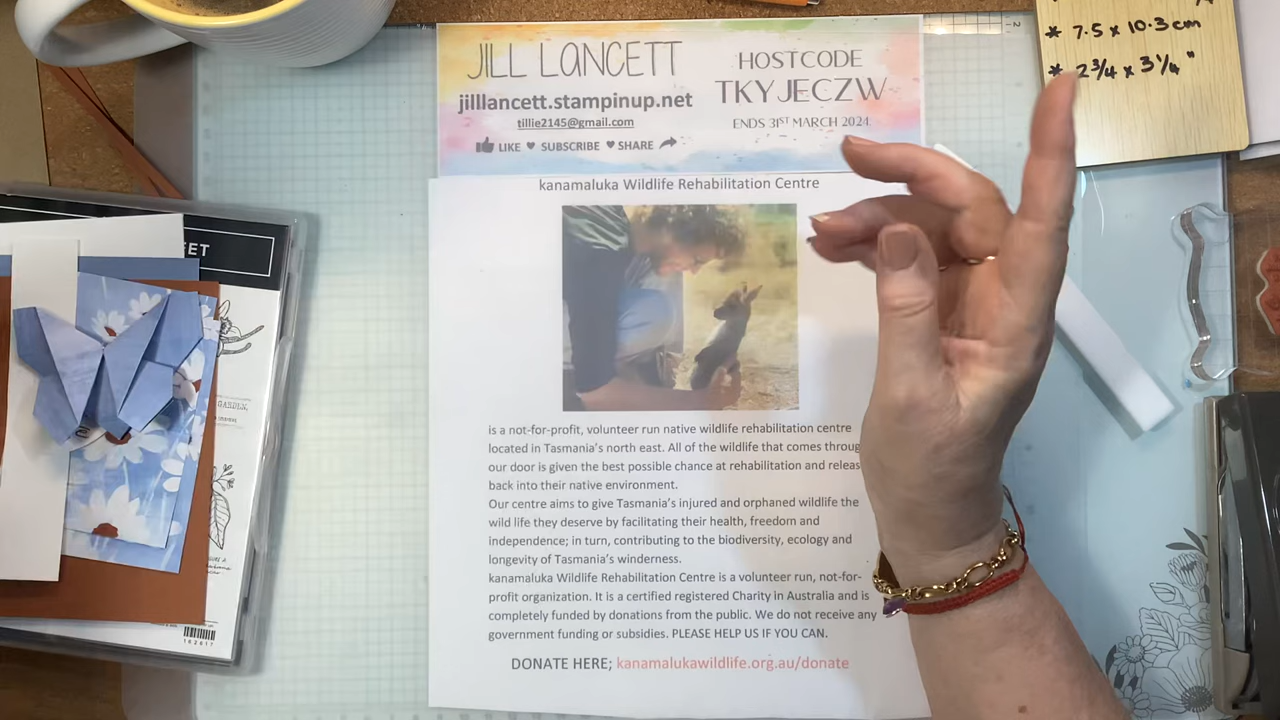 JILL LANCETT
jilllancett.stampinup.net
tillie2145@gmail.com
LIKE ♥ SUBSCRIBE ♥ SHARE
HOSTCODE
TKYJECZW
ENDS 31ST MARCH 2024
* 7.5 x 10.3 cm
* 2 3/4 x 3 1/4"
kanamaluka Wildlife Rehabilitation Centre
is a not-for-profit, volunteer run native wildlife rehabilitation centre
located in Tasmania's north east. All of the wildlife that comes throug
our door is given the best possible chance at rehabilitation and releas
back into their native environment.
Our centre aims to give Tasmania's injured and orphaned wildlife the
wild life they deserve by facilitating their health, freedom and
independence; in turn, contributing to the biodiversity, ecology and
longevity of Tasmania's winderness.
kanamaluka Wildlife Rehabilitation Centre is a volunteer run, not-for-
profit organization. It is a certified registered Charity in Australia and is
completely funded by donations from the public. We do not receive any
government funding or subsidies. PLEASE HELP US IF YOU CAN.
DONATE HERE; kanamalukawildlife.org.au/donate
EET
GARDEN,
162617